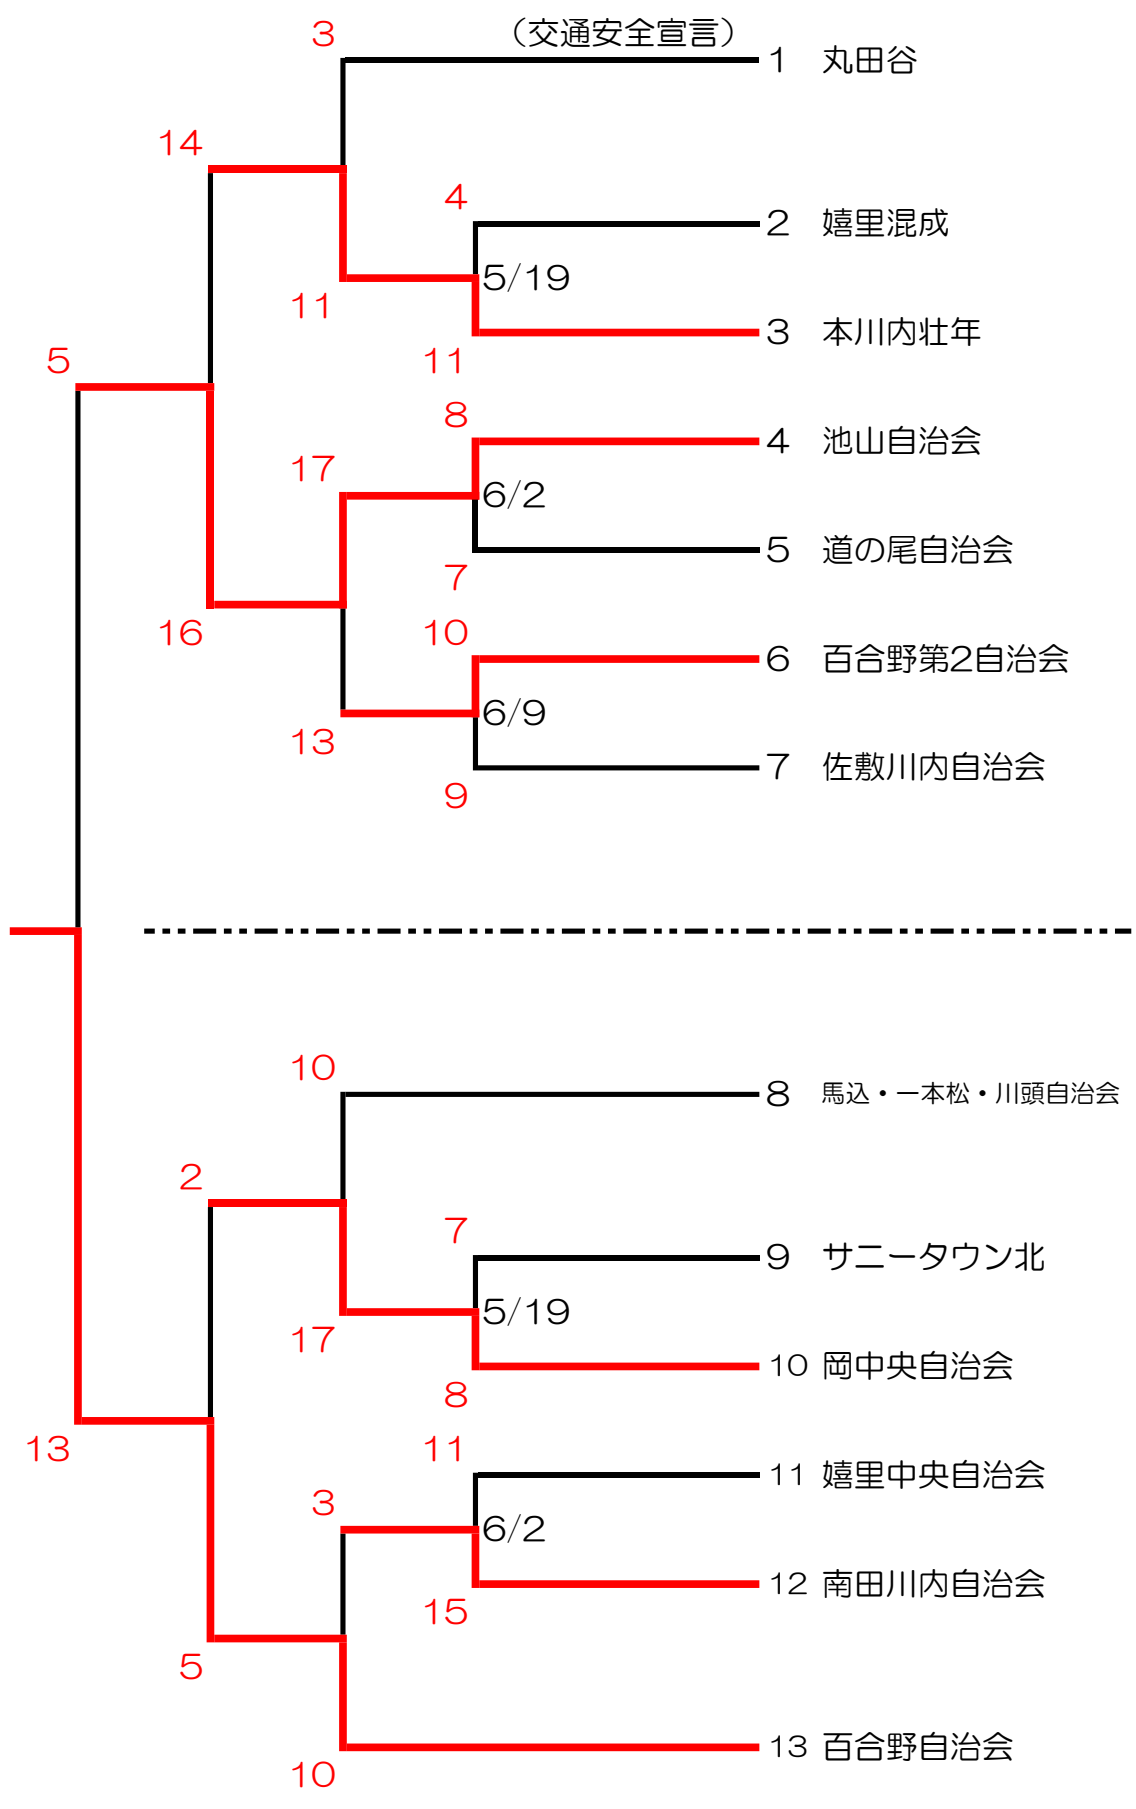 3
（交通安全宣言）
1 丸田谷
14
4
2 嬉里混成
5/19
11
3 本川内壮年
11
5
8
4 池山自治会
17
6/2
5 道の尾自治会
7
16
10
6 百合野第2自治会
6/9
13
7 佐敷川内自治会
9
10
8 馬込・一本松・川頭自治会
2
7
9 サニータウン北
5/19
17
10 岡中央自治会
8
13
11
11 嬉里中央自治会
3
6/2
12 南田川内自治会
15
5
13 百合野自治会
10